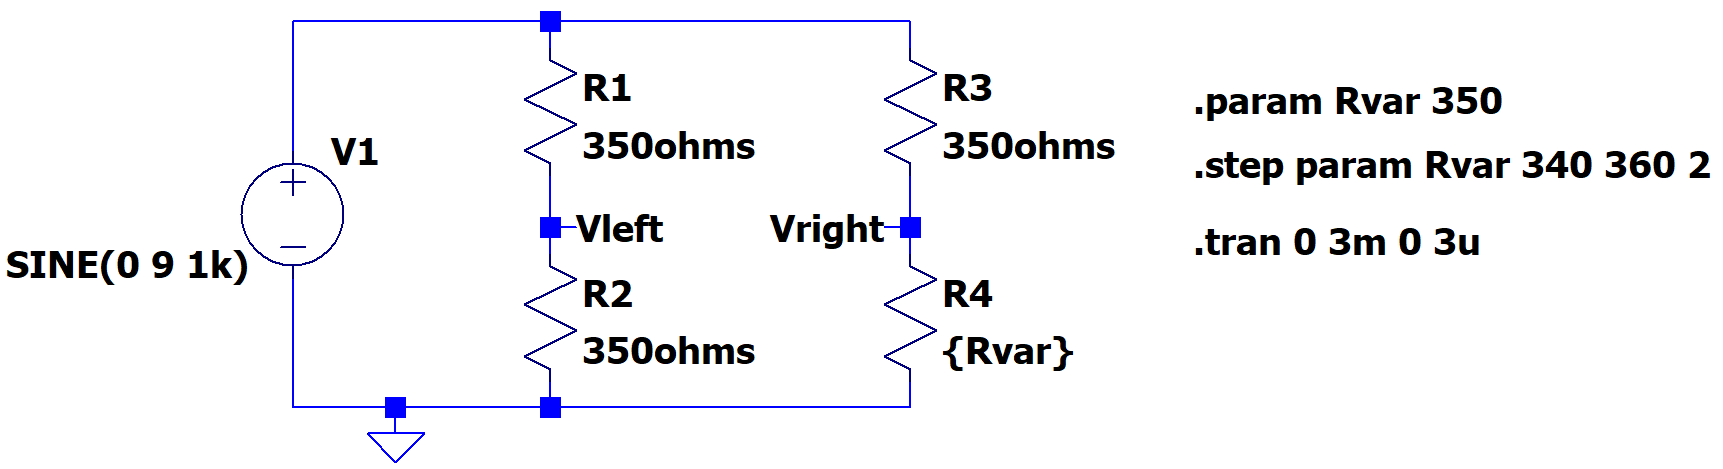 V1
SINE(0 9 1k)
R1
350ohms
Vleft
R2
350ohms
R3
350ohms
Vright
R4
{Rvar}
.param Rvar 350
.step param Rvar 340 360 2
.tran 0 3m 0 3u